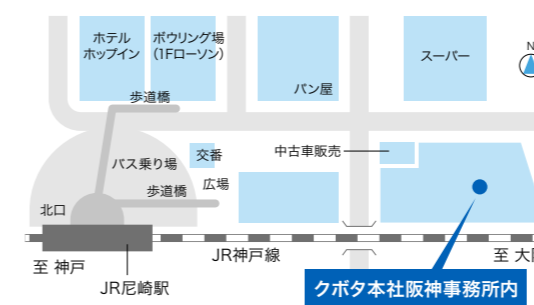 ホテル
ホップイン
ボウリング場
(1Fローソン)
スーパー
N
パン屋
歩道橋
バス乗り場
交番
中古車販売
歩道橋
広場
北口
JR神戸線
至 神戸
至 大
JR尼崎駅
クボタ本社阪神事務所内